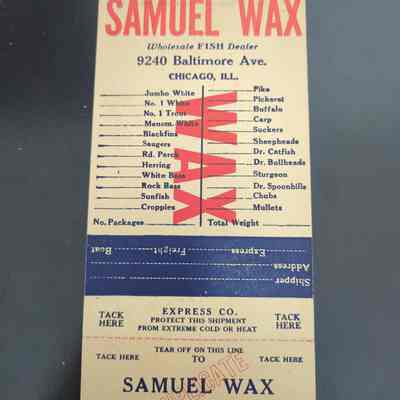 SAMUEL WAX
Wholesale FISH Dealer
9240 Baltimore Ave.
CHICAGO, ILL.
Jumbo White
No. 1 White
No. 1 Trout
Manom. White
Blackfins
Saugers
Rd. Perch
Herring
White Bass
Rock Bass
Sunfish
Croppies
Pike
Pickerel
Buffalo
Carp
Suckers
Sheepheads
Dr. Catfish
Dr. Bullheads
Sturgeon
Dr. Spoonbills
Chubs
Mullets
WAX
WAX
No. Packages
Total Weight
Boat Freight Express
Address
Shipper
TACK HERE
EXPRESS CO.
PROTECT THIS SHIPMENT
FROM EXTREME COLD OR HEAT
TACK HERE
TACK HERE
TEAR OFF ON THIS LINE
TO
TACK HERE
SAMUEL WAX